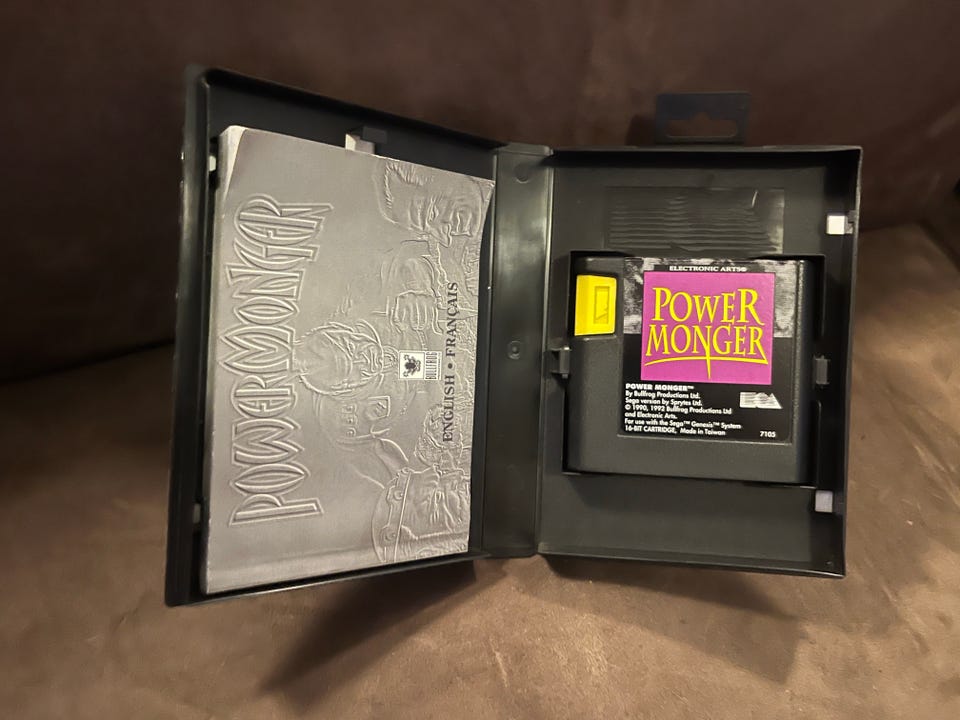 POWERMONGER
BULLFROG
ENGLISH • FRANÇAIS
ELECTRONIC ARTS®
POWER
MONGER
POWER MONGER™
By Bullfrog Productions Ltd.
Sega version by Sprytes Ltd.
© 1990, 1992 Bullfrog Productions Ltd
and Electronic Arts.
For use with the Sega™ Genesis™ System
16-BIT CARTRIDGE, Made in Taiwan
7105